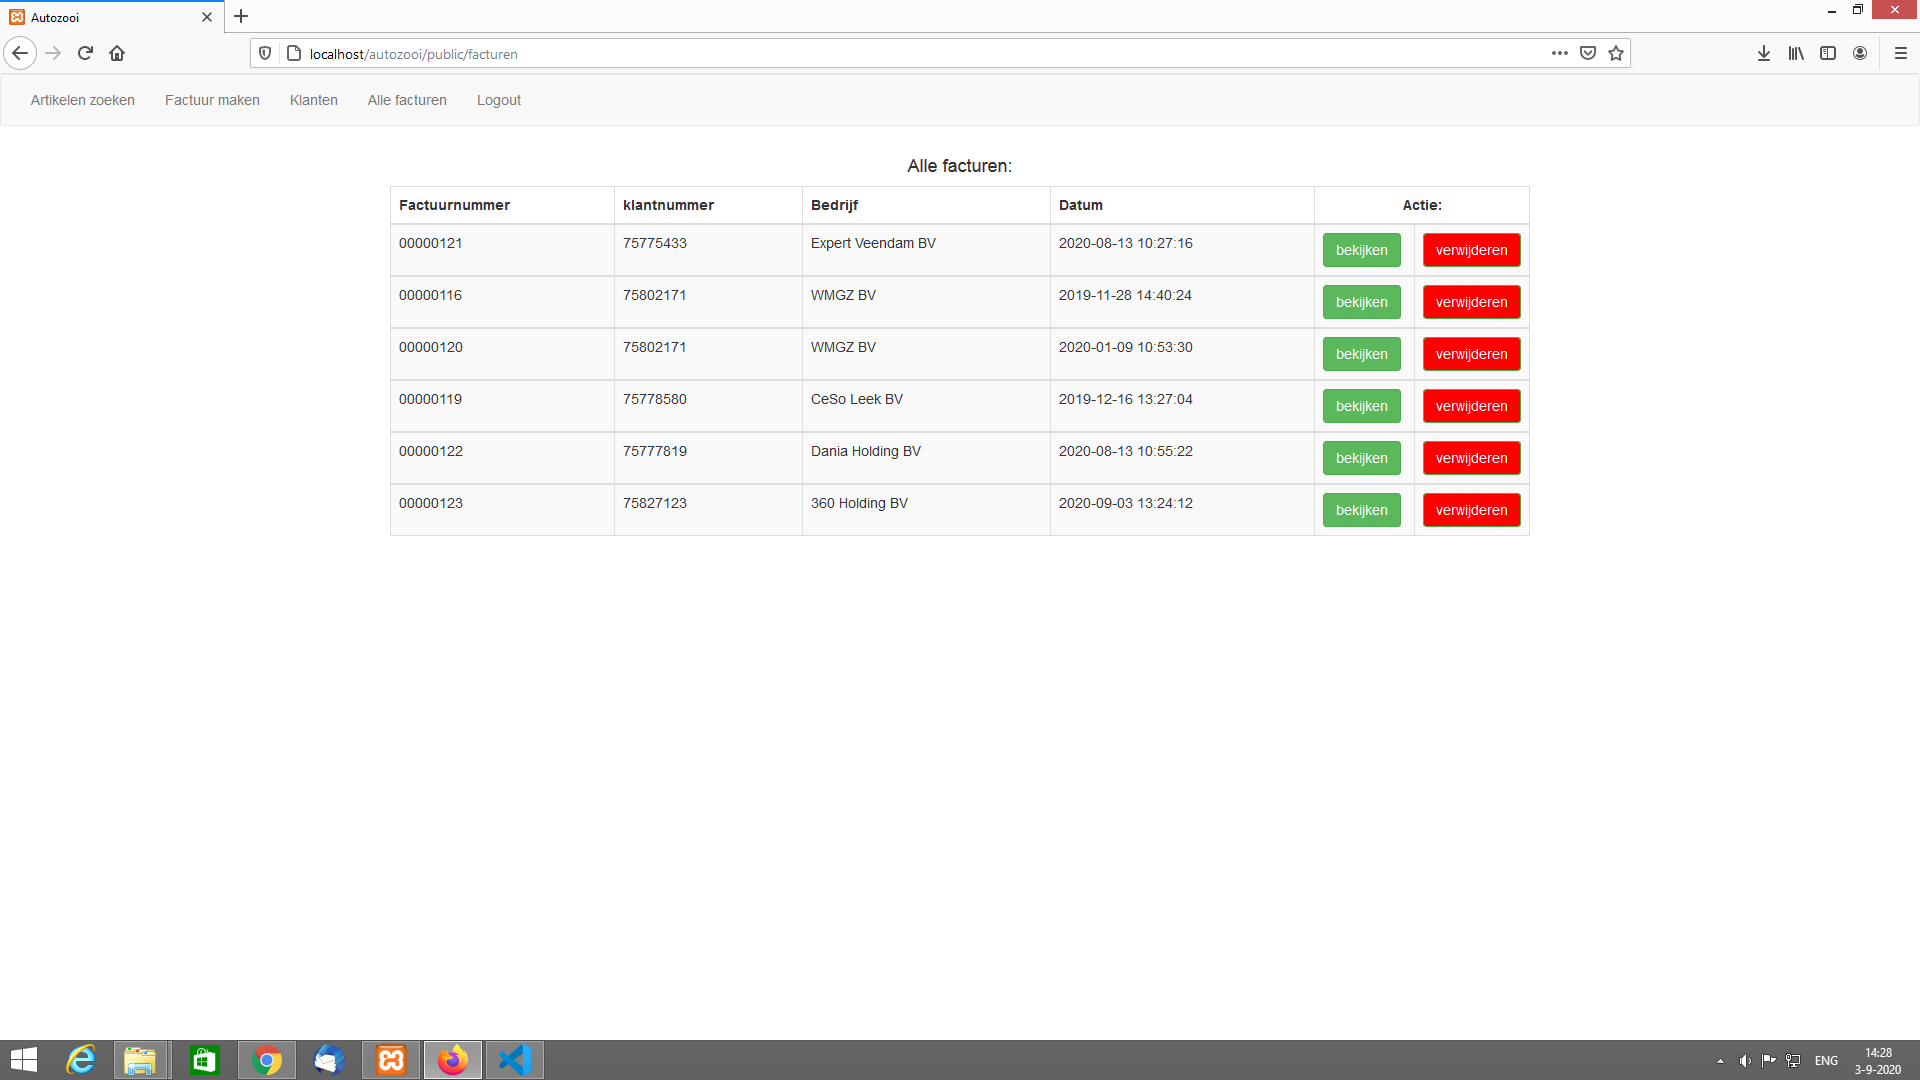 Autozooi
localhost/autozooi/public/facturen
Artikelen zoeken Factuur maken Klanten Alle facturen Logout
Alle facturen:
Factuurnummer klantnummer Bedrijf Datum Actie:
00000121 75775433 Expert Veendam BV 2020-08-13 10:27:16 bekijken verwijderen
00000116 75802171 WMGZ BV 2019-11-28 14:40:24 bekijken verwijderen
00000120 75802171 WMGZ BV 2020-01-09 10:53:30 bekijken verwijderen
00000119 75778580 CeSo Leek BV 2019-12-16 13:27:04 bekijken verwijderen
00000122 75777819 Dania Holding BV 2020-08-13 10:55:22 bekijken verwijderen
00000123 75827123 360 Holding BV 2020-09-03 13:24:12 bekijken verwijderen
ENG 14:28
3-9-2020